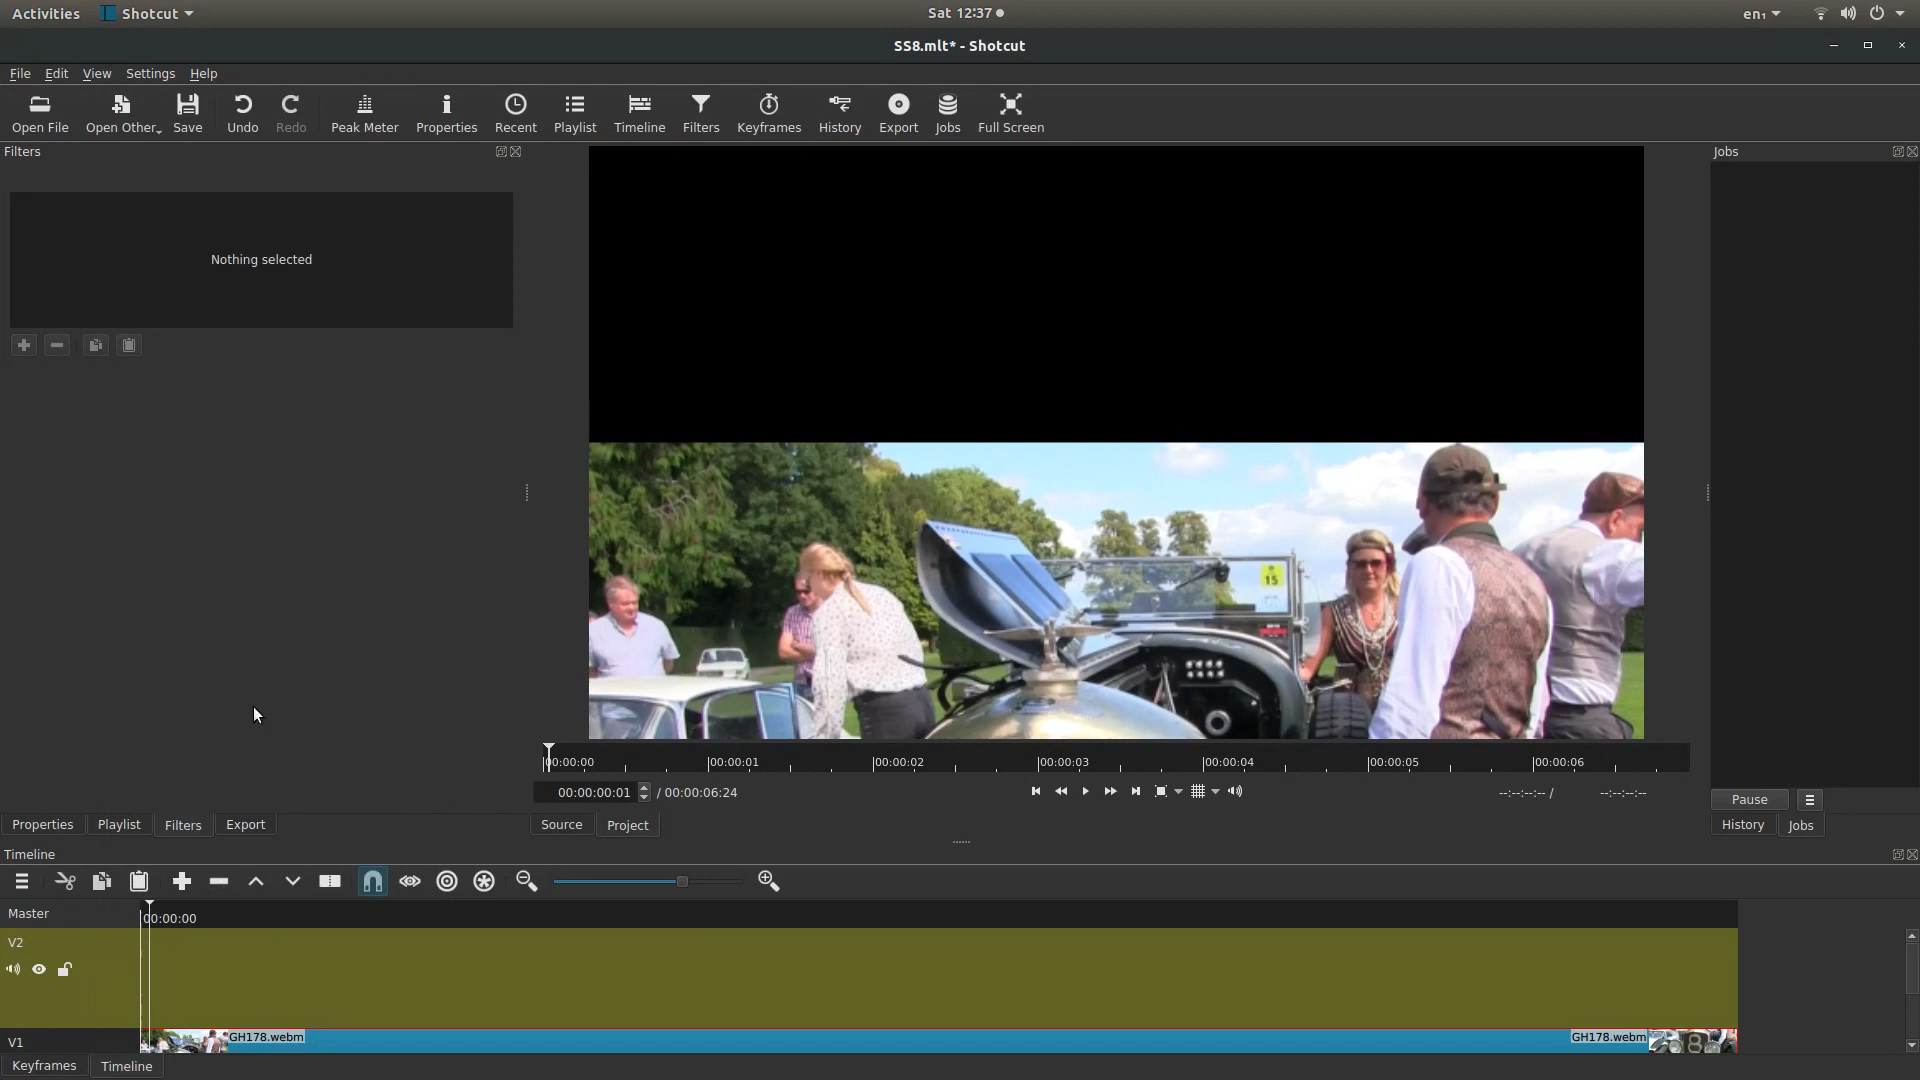 Activities Shotcut Sat 12:37 en₁
SS8.mlt* - Shotcut
File Edit View Settings Help
Open File Open Other... Save Undo Redo Peak Meter Properties Recent Playlist Timeline Filters Keyframes History Export Jobs Full Screen
Filters
Jobs
Nothing selected
15
00:00:00 00:00:01 00:00:02 00:00:03 00:00:04 00:00:05 00:00:06
00:00:00:01 / 00:00:06:24 --:--:--:-- / --:--:--:--
Pause
Properties Playlist Filters Export
Source Project
History Jobs
Timeline
Master
00:00:00
V2
V1
GH178.webm GH178.webm
8
Keyframes Timeline